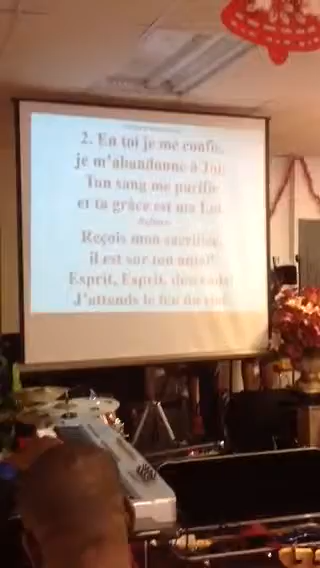 2. En toi je me confie,
je m'abandonne à Toi.
Ton sang me purifie
et ta grâce est ma Loi.
Reçois mon sacrifice,
il est sur ton autel!
Esprit, Esprit, descends!
J'attends le feu du ciel.